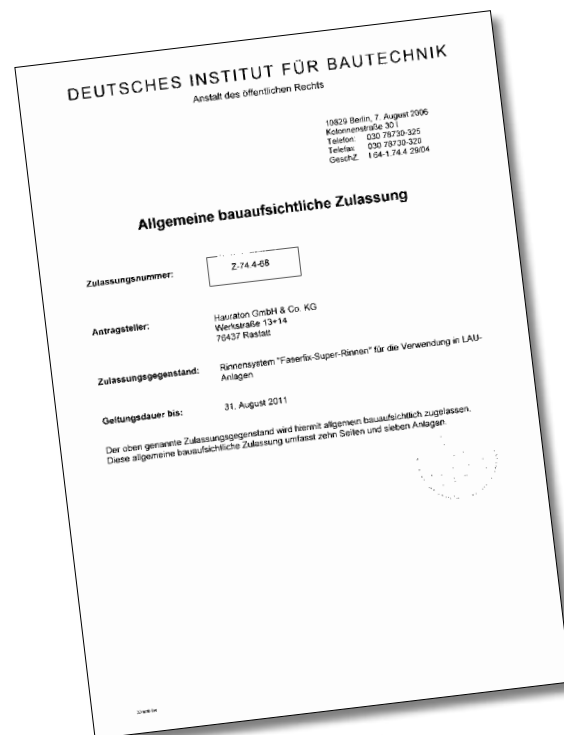 DEUTSCHES INSTITUT FÜR BAUTECHNIK
Anstalt des öffentlichen Rechts
10829 Berlin, 7. August 2006
Kolonnenstraße 30 l
Telefon: 030 78730-325
Telefax: 030 78730-320
GeschZ. I 64-1.74.4 29/04
Allgemeine bauaufsichtliche Zulassung
Zulassungsnummer: Z-74.4-68
Antragsteller: Hauraton GmbH & Co. KG
Werkstraße 13+14
76437 Rastatt
Zulassungsgegenstand: Rinnensystem "Faserfix-Super-Rinnen" für die Verwendung in LAU-
Anlagen
Geltungsdauer bis: 31. August 2011
Der oben genannte Zulassungsgegenstand wird hiermit allgemein bauaufsichtlich zugelassen.
Diese allgemeine bauaufsichtliche Zulassung umfasst zehn Seiten und sieben Anlagen.